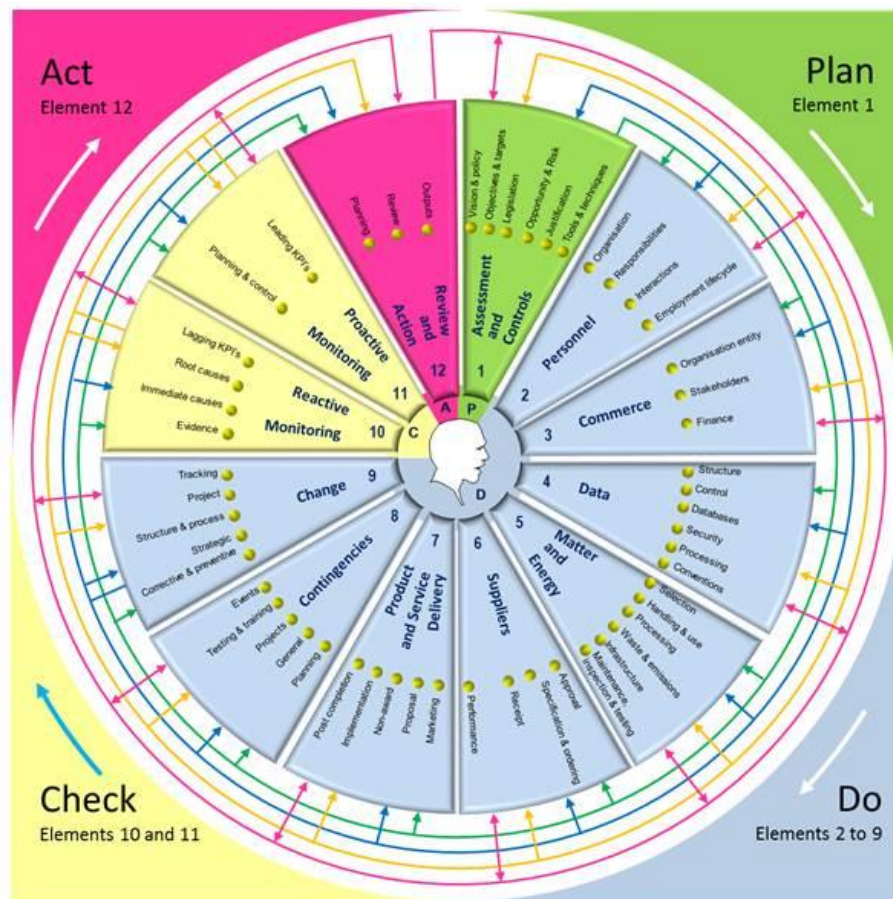 Act
Element 12
Plan
Element 1
Check
Elements 10 and 11
Do
Elements 2 to 9
A
P
C
D
1
Assessment
and
Controls
Vision & policy
Objectives & targets
Legislation
Opportunity & Risk
Justification
Tools & techniques
2
Personnel
Organisation
Responsibilities
Interactions
Employment lifecycle
3
Commerce
Organisation entity
Stakeholders
Finance
4
Data
Structure
Control
Databases
Security
Processing
Conventions
5
Matter
and
Energy
Selection
Handling & use
Processing
Waste & emissions
Infrastructure
Maintenance,
inspection & testing
6
Suppliers
Approval
Specification & ordering
Receipt
Performance
7
Product
and Service
Delivery
Marketing
Proposal
Non-award
Implementation
Post completion
8
Contingencies
Planning
General
Projects
Testing & training
Events
9
Change
Corrective & preventive
Strategic
Structure & process
Project
Tracking
10
Reactive
Monitoring
Evidence
Immediate causes
Root causes
Lagging KPI's
11
Proactive
Monitoring
Planning & control
Leading KPI's
12
Review
and
Action
Planning
Review
Outputs